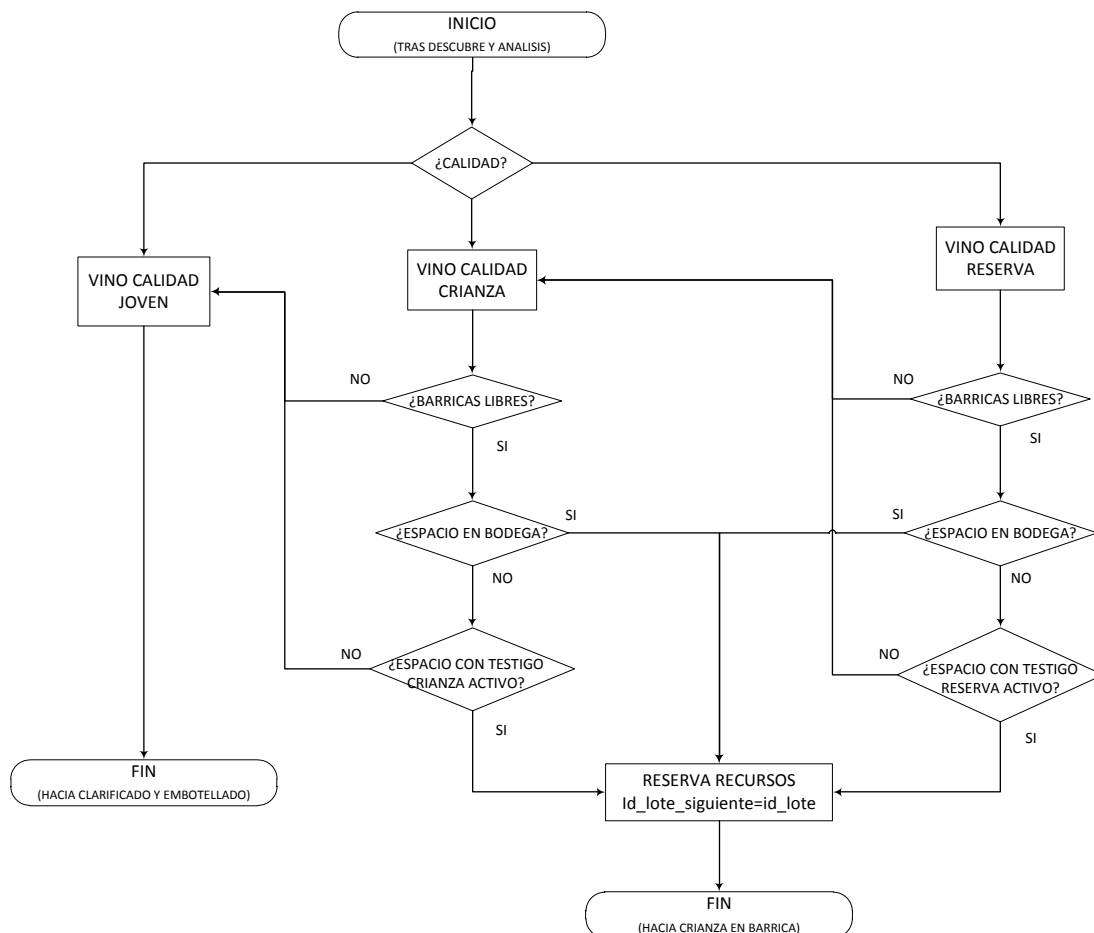 INICIO
(TRAS DESCUBRE Y ANALISIS)
¿CALIDAD?
VINO CALIDAD
JOVEN
VINO CALIDAD
CRIANZA
VINO CALIDAD
RESERVA
NO
¿BARRICAS LIBRES?
SI
NO
¿BARRICAS LIBRES?
SI
¿ESPACIO EN BODEGA?
SI
NO
SI
¿ESPACIO EN BODEGA?
NO
NO
¿ESPACIO CON TESTIGO
CRIANZA ACTIVO?
SI
NO
¿ESPACIO CON TESTIGO
RESERVA ACTIVO?
SI
FIN
(HACIA CLARIFICADO Y EMBOTELLADO)
RESERVA RECURSOS
Id_lote_siguiente=id_lote
FIN
(HACIA CRIANZA EN BARRICA)